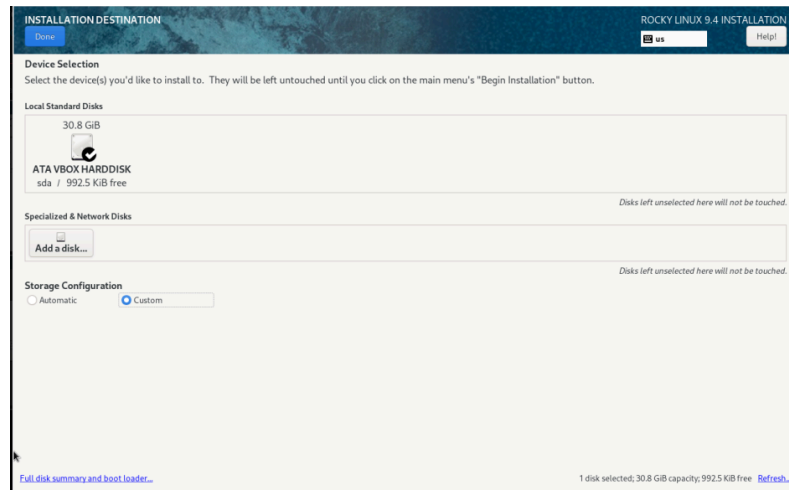 INSTALLATION DESTINATION
ROCKY LINUX 9.4 INSTALLATION
Done
us
Help!
Device Selection
Select the device(s) you'd like to install to. They will be left untouched until you click on the main menu's "Begin Installation" button.
Local Standard Disks
30.8 GiB
ATA VBOX HARDDISK
sda / 992.5 KiB free
Disks left unselected here will not be touched.
Specialized & Network Disks
Add a disk...
Disks left unselected here will not be touched.
Storage Configuration
Automatic
Custom
Full disk summary and boot loader...
1 disk selected; 30.8 GiB capacity; 992.5 KiB free Refresh..